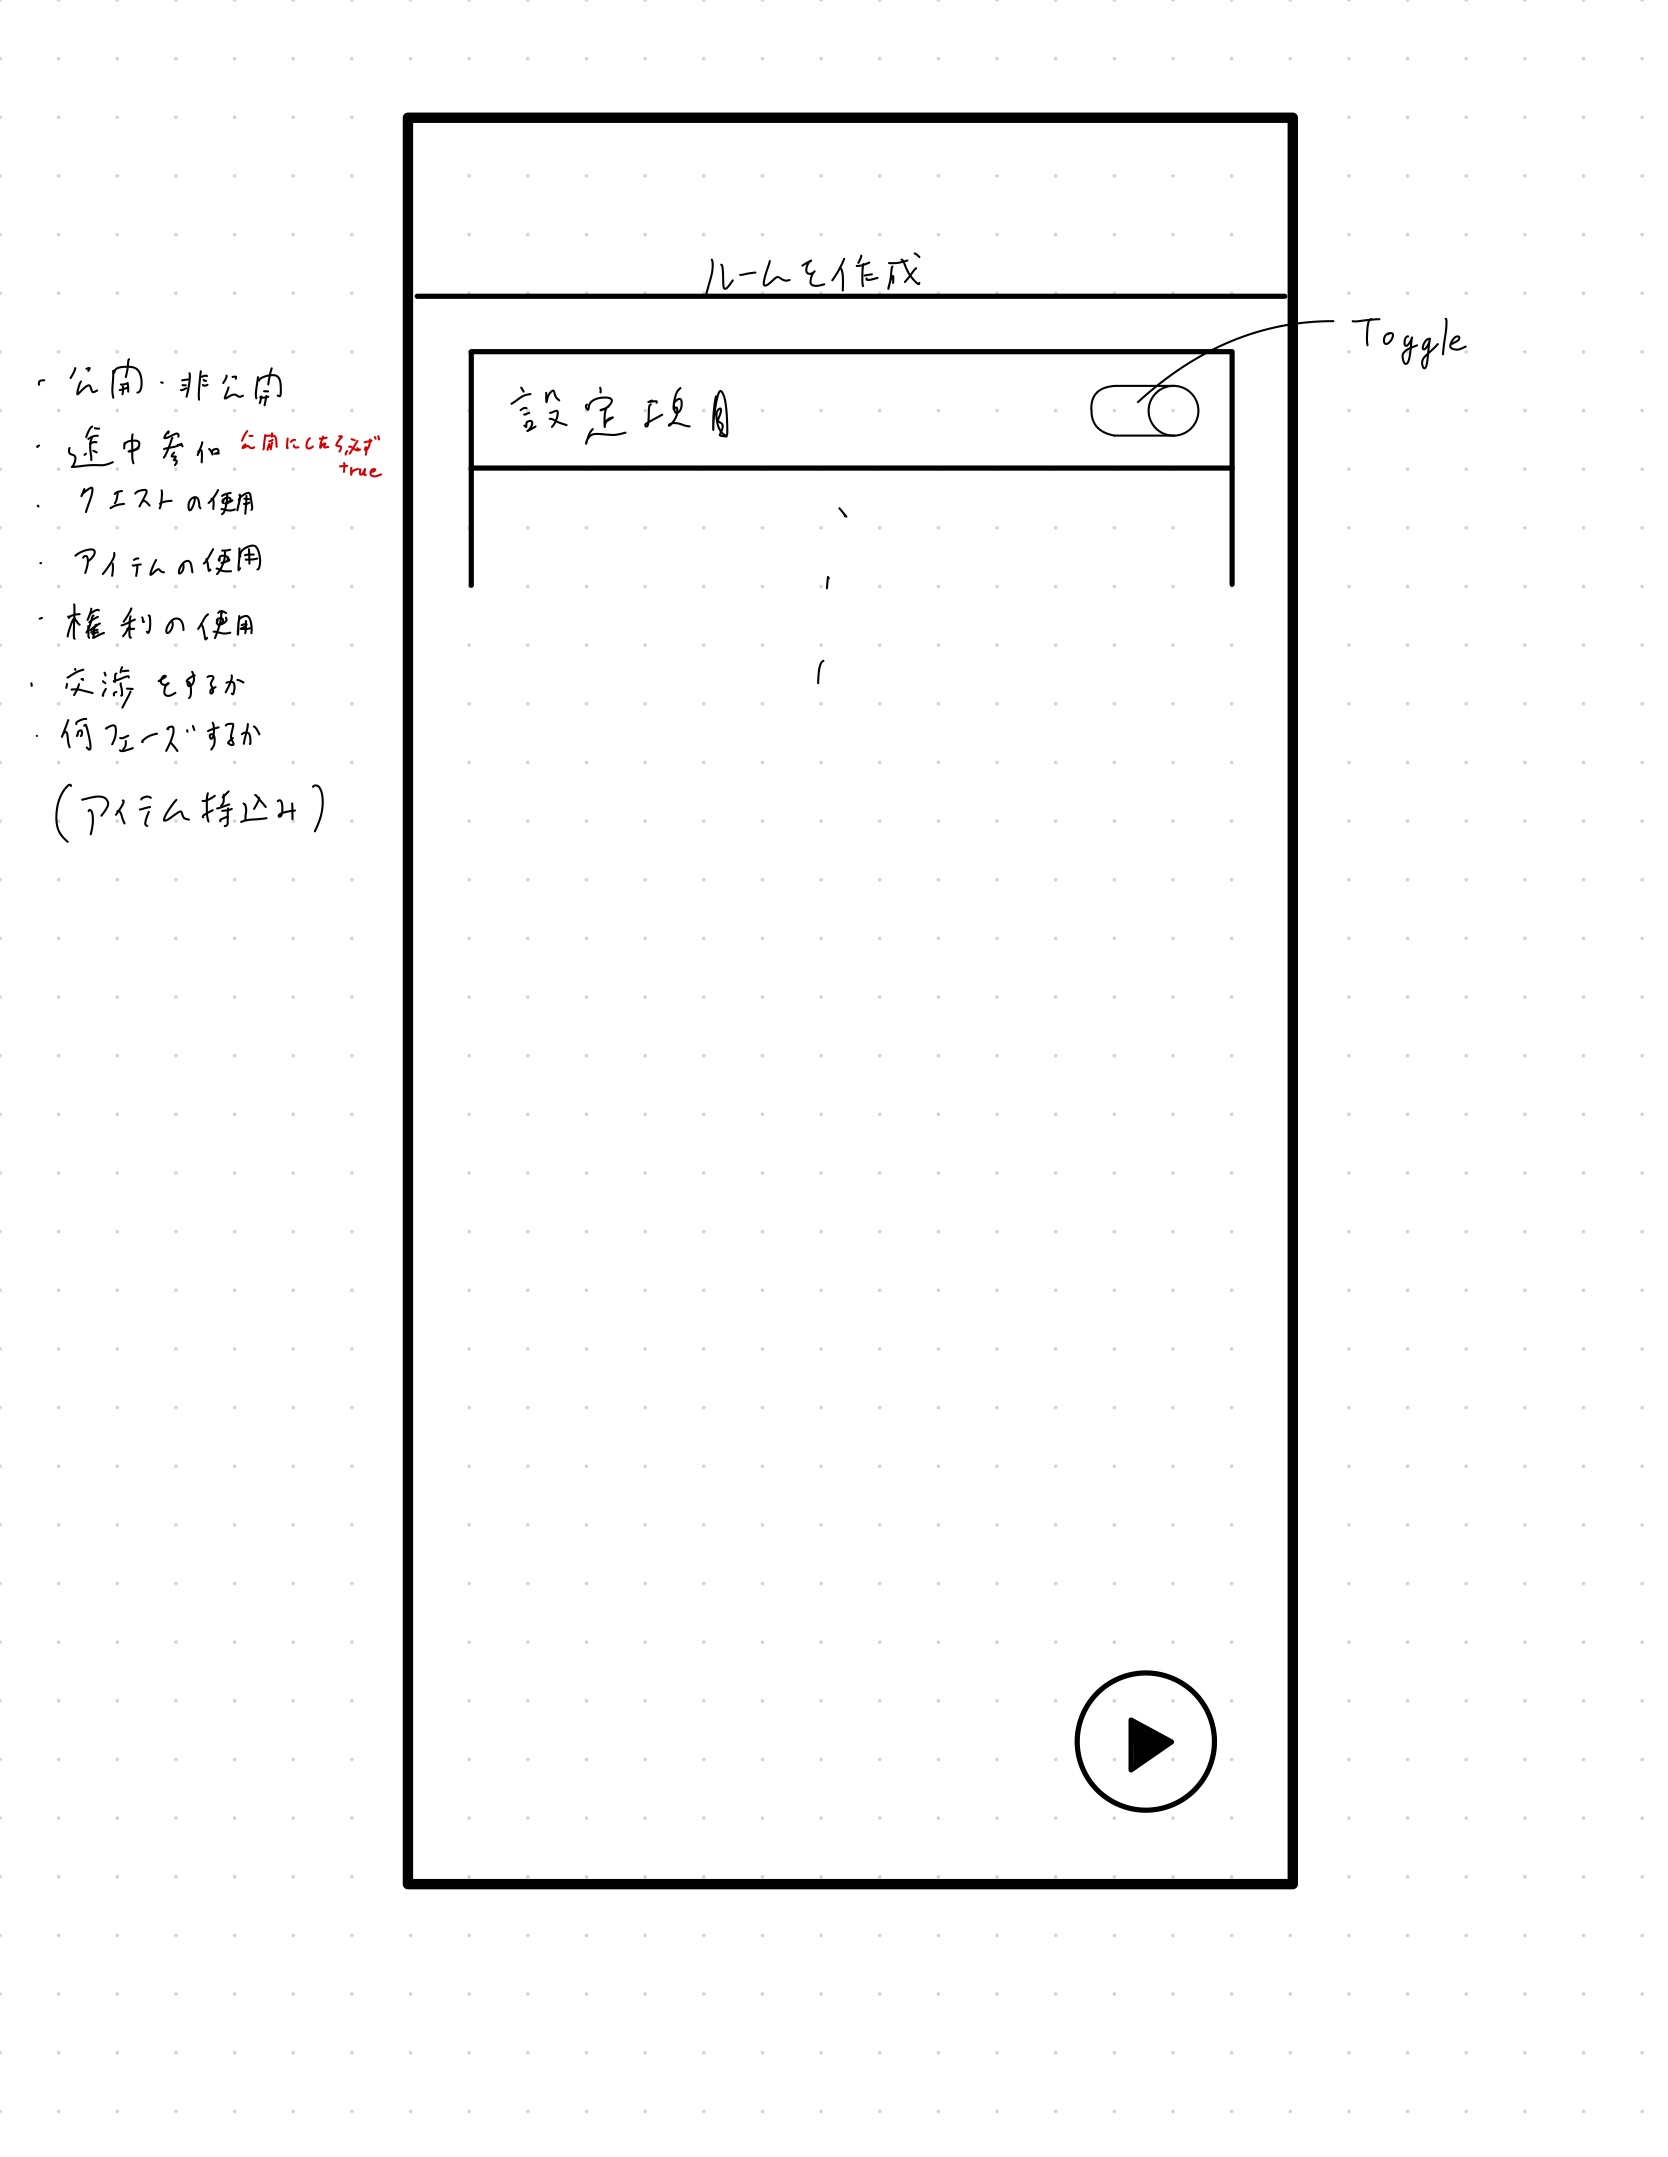 ルームを作成
Toggle
設定項目
・公開・非公開
・途中参加 公開にしたら必ず
true
・クエストの使用
・アイテムの使用
・権利の使用
・交渉をするか
・何フェーズするか
(アイテム持込み)